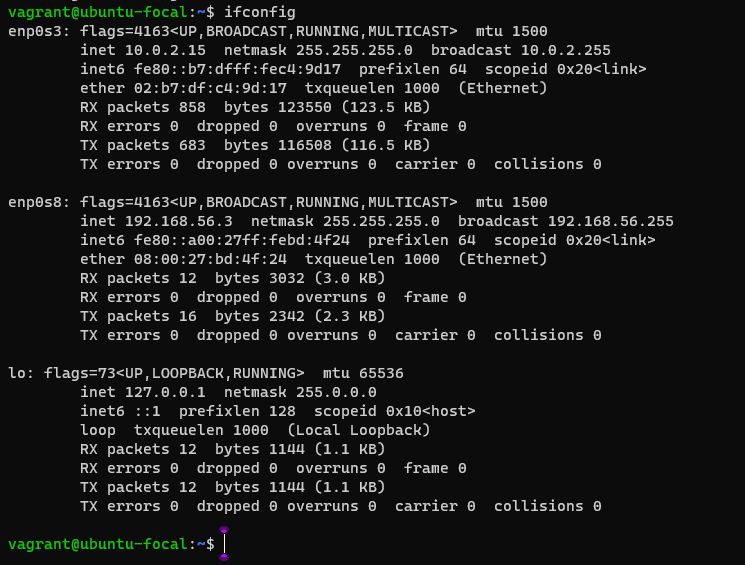 vagrant@ubuntu-focal:~$ ifconfig
enp0s3: flags=4163<UP,BROADCAST,RUNNING,MULTICAST>  mtu 1500
        inet 10.0.2.15  netmask 255.255.255.0  broadcast 10.0.2.255
        inet6 fe80::b7:dfff:fec4:9d17  prefixlen 64  scopeid 0x20<link>
        ether 02:b7:df:c4:9d:17  txqueuelen 1000  (Ethernet)
        RX packets 858  bytes 123550 (123.5 KB)
        RX errors 0  dropped 0  overruns 0  frame 0
        TX packets 683  bytes 116508 (116.5 KB)
        TX errors 0  dropped 0 overruns 0  carrier 0  collisions 0

enp0s8: flags=4163<UP,BROADCAST,RUNNING,MULTICAST>  mtu 1500
        inet 192.168.56.3  netmask 255.255.255.0  broadcast 192.168.56.255
        inet6 fe80::a00:27ff:febd:4f24  prefixlen 64  scopeid 0x20<link>
        ether 08:00:27:bd:4f:24  txqueuelen 1000  (Ethernet)
        RX packets 12  bytes 3032 (3.0 KB)
        RX errors 0  dropped 0  overruns 0  frame 0
        TX packets 16  bytes 2342 (2.3 KB)
        TX errors 0  dropped 0 overruns 0  carrier 0  collisions 0

lo: flags=73<UP,LOOPBACK,RUNNING>  mtu 65536
        inet 127.0.0.1  netmask 255.0.0.0
        inet6 ::1  prefixlen 128  scopeid 0x10<host>
        loop  txqueuelen 1000  (Local Loopback)
        RX packets 12  bytes 1144 (1.1 KB)
        RX errors 0  dropped 0  overruns 0  frame 0
        TX packets 12  bytes 1144 (1.1 KB)
        TX errors 0  dropped 0 overruns 0  carrier 0  collisions 0

vagrant@ubuntu-focal:~$